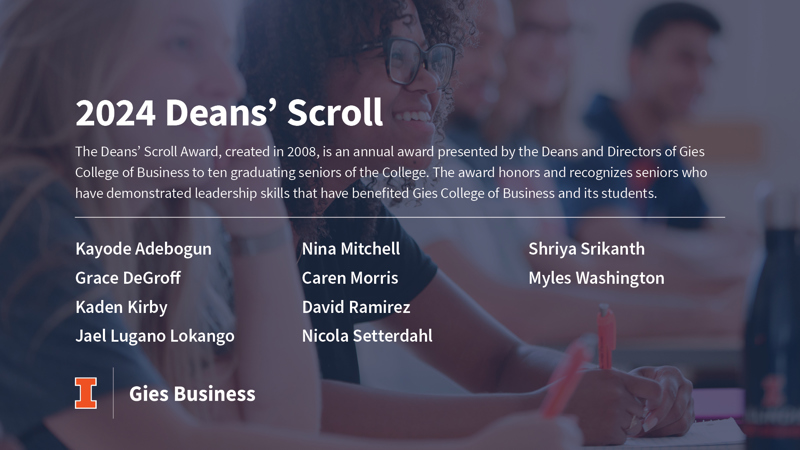 2024 Deans’ Scroll
The Deans’ Scroll Award, created in 2008, is an annual award presented by the Deans and Directors of Gies
College of Business to ten graduating seniors of the College. The award honors and recognizes seniors who
have demonstrated leadership skills that have benefited Gies College of Business and its students.
Kayode Adebogun
Grace DeGroff
Kaden Kirby
Jael Lugano Lokango
Nina Mitchell
Caren Morris
David Ramirez
Nicola Setterdahl
Shriya Srikanth
Myles Washington
I
Gies Business